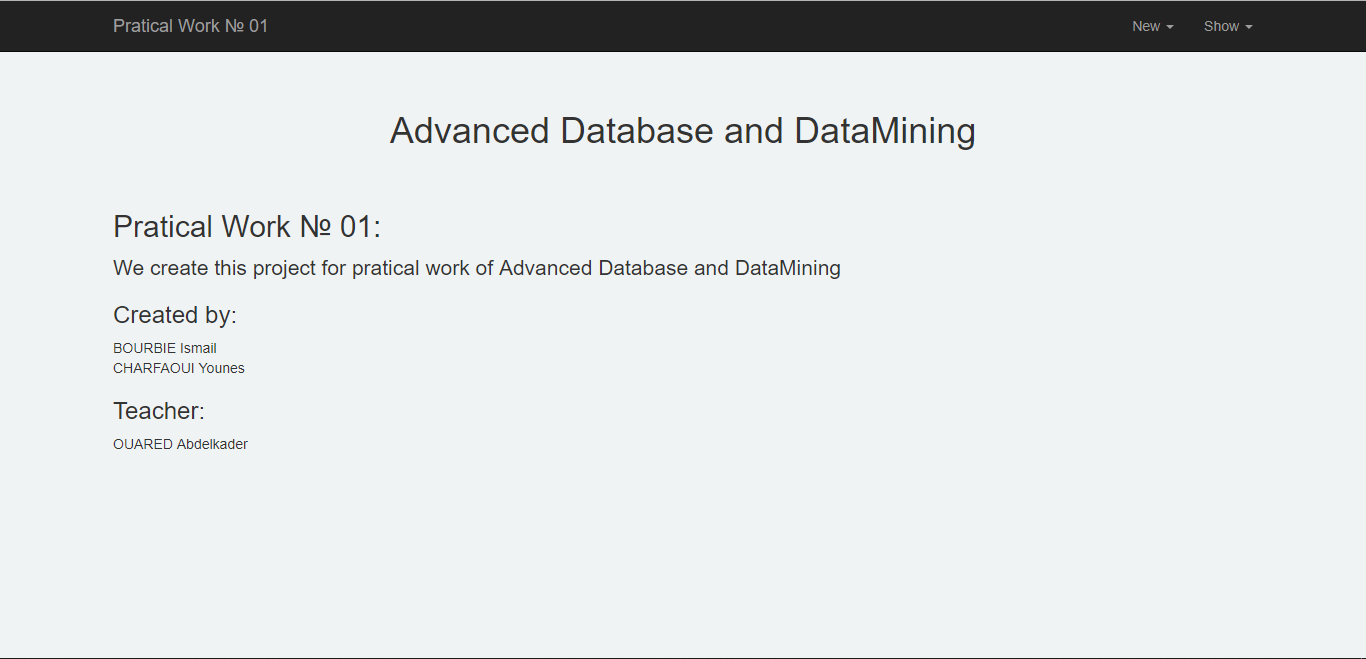 Pratical Work № 01
New
Show
Advanced Database and DataMining
Pratical Work № 01:
We create this project for pratical work of Advanced Database and DataMining
Created by:
BOURBIE Ismail
CHARFAOUI Younes
Teacher:
OUARED Abdelkader